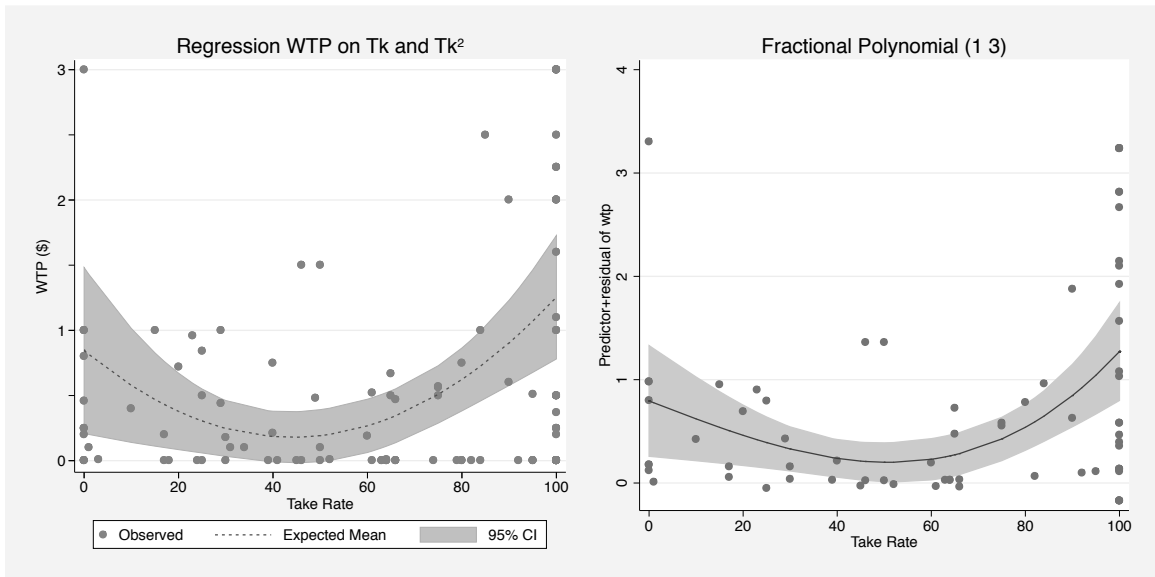 Regression WTP on Tk and Tk²
3
2
1
0
WTP ($)
0 20 40 60 80 100
Take Rate
Observed Expected Mean 95% CI
Fractional Polynomial (1 3)
4
3
2
1
0
Predictor+residual of wtp
0 20 40 60 80 100
Take Rate